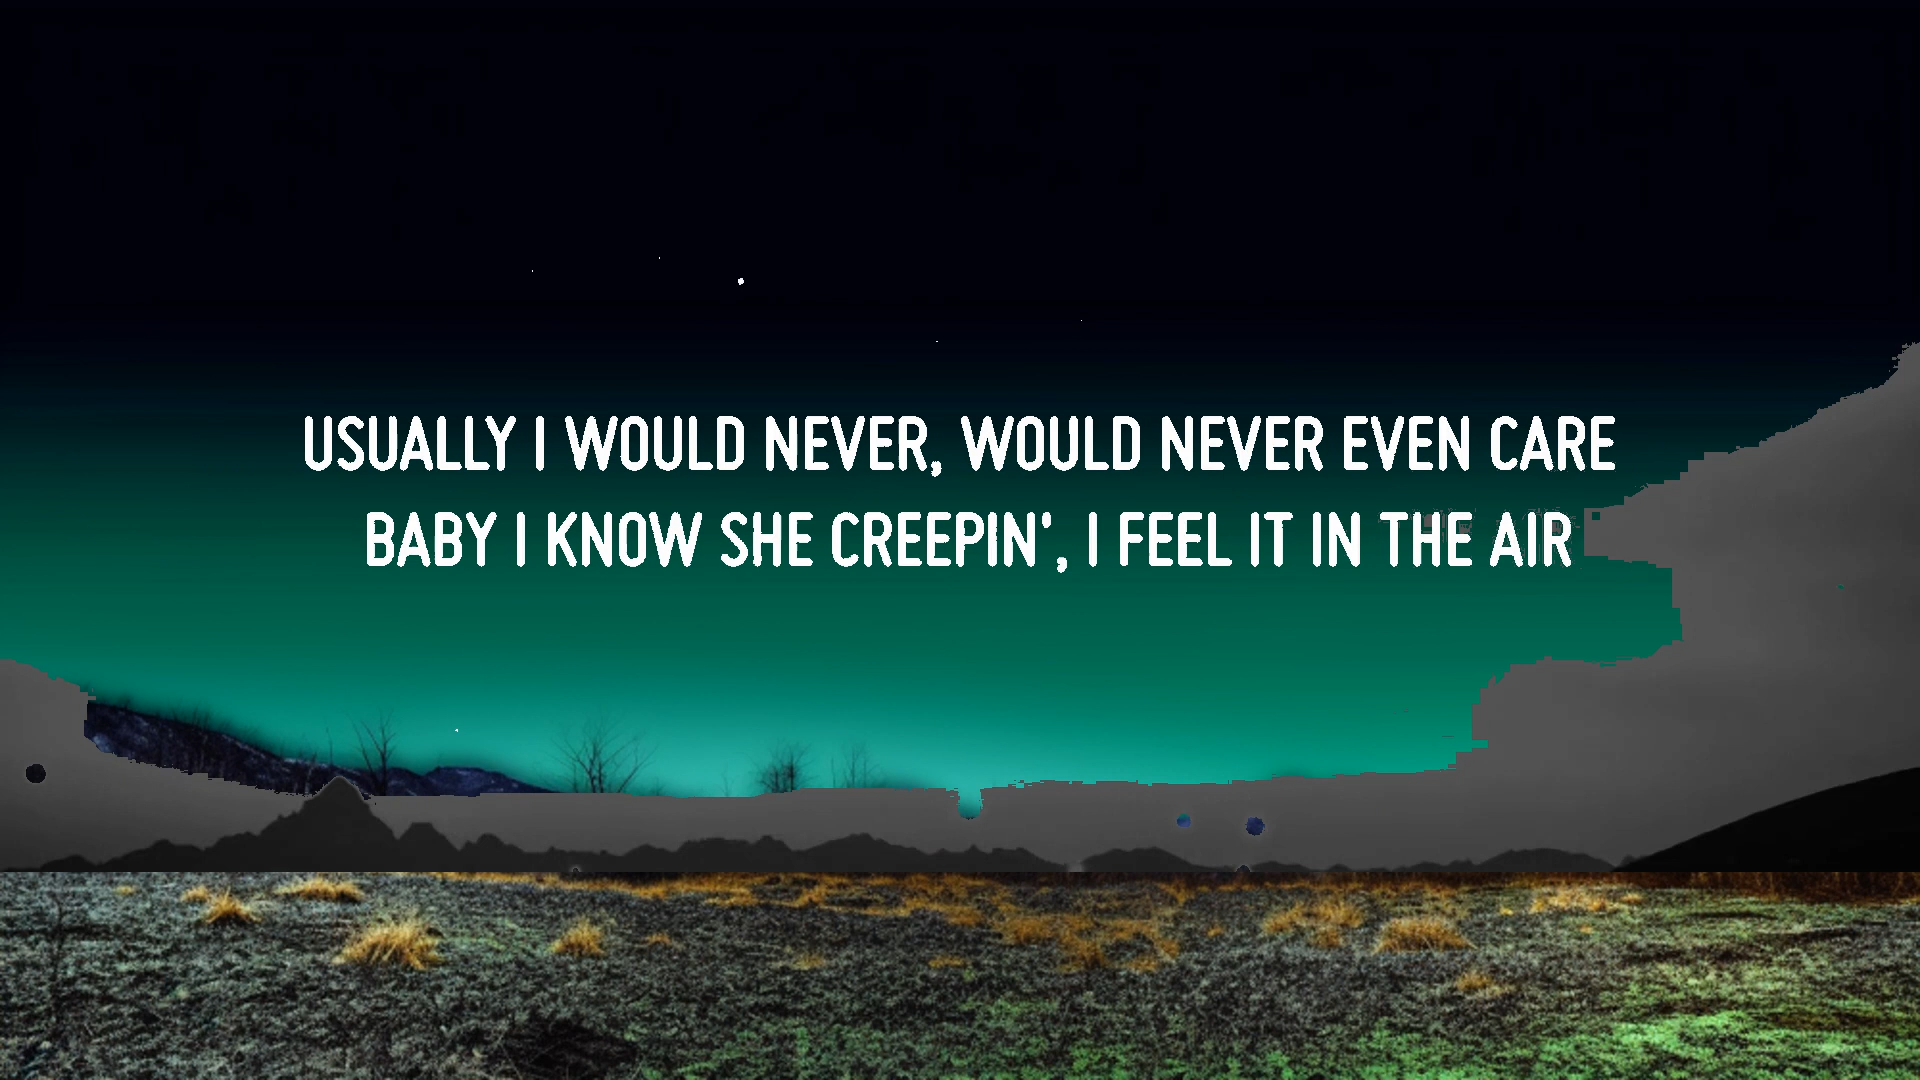 USUALLY I WOULD NEVER, WOULD NEVER EVEN CARE
BABY I KNOW SHE CREEPIN', I FEEL IT IN THE AIR